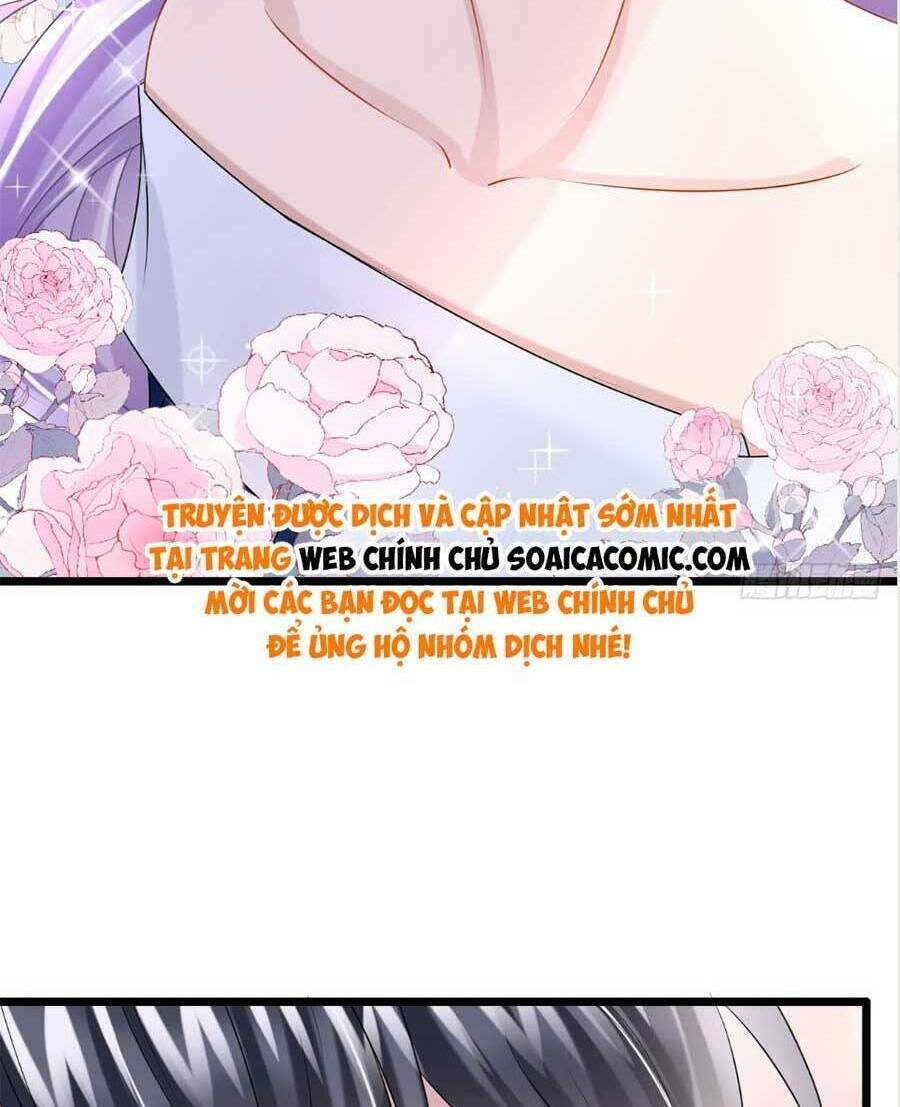 TRUYỆN ĐƯỢC DỊCH VÀ CẬP NHẬT SỚM NHẤT
TẠI TRANG WEB CHÍNH CHỦ SOAICACOMIC.COM
MỜI CÁC BẠN ĐỌC TẠI WEB CHÍNH CHỦ
ĐỂ ỦNG HỘ NHÓM DỊCH NHÉ!